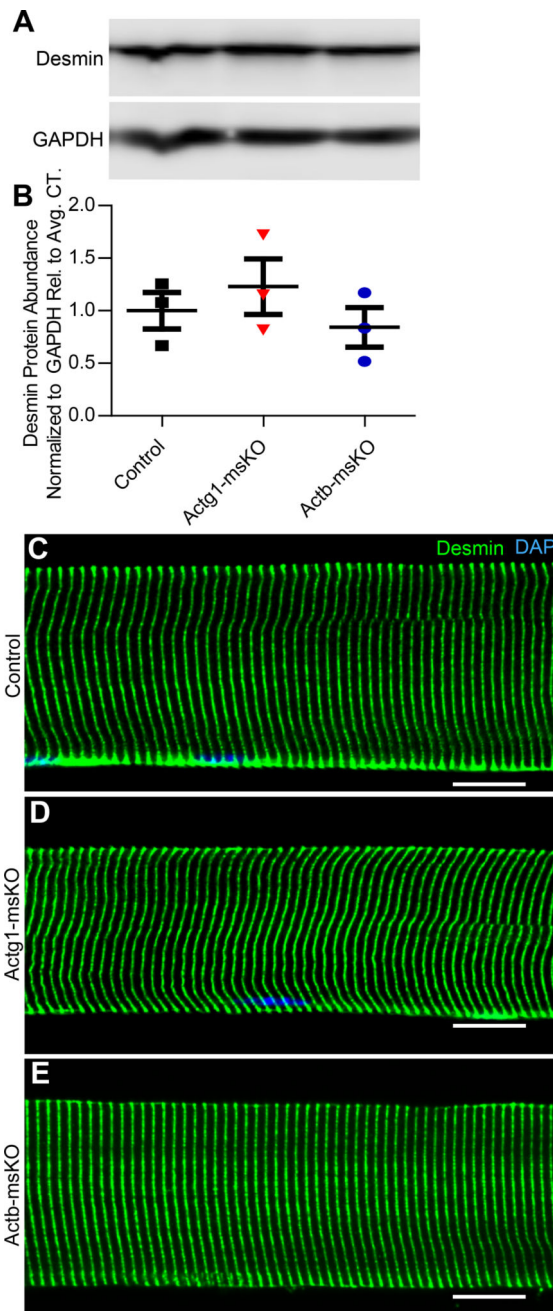 A
Desmin
GAPDH
B
Desmin Protein Abundance
Normalized to GAPDH Rel. to Avg. CT.
2.0
1.5
1.0
0.5
0.0
Control
Actg1-msKO
Actb-msKO
C
Desmin DAP
Control
D
Actg1-msKO
E
Actb-msKO